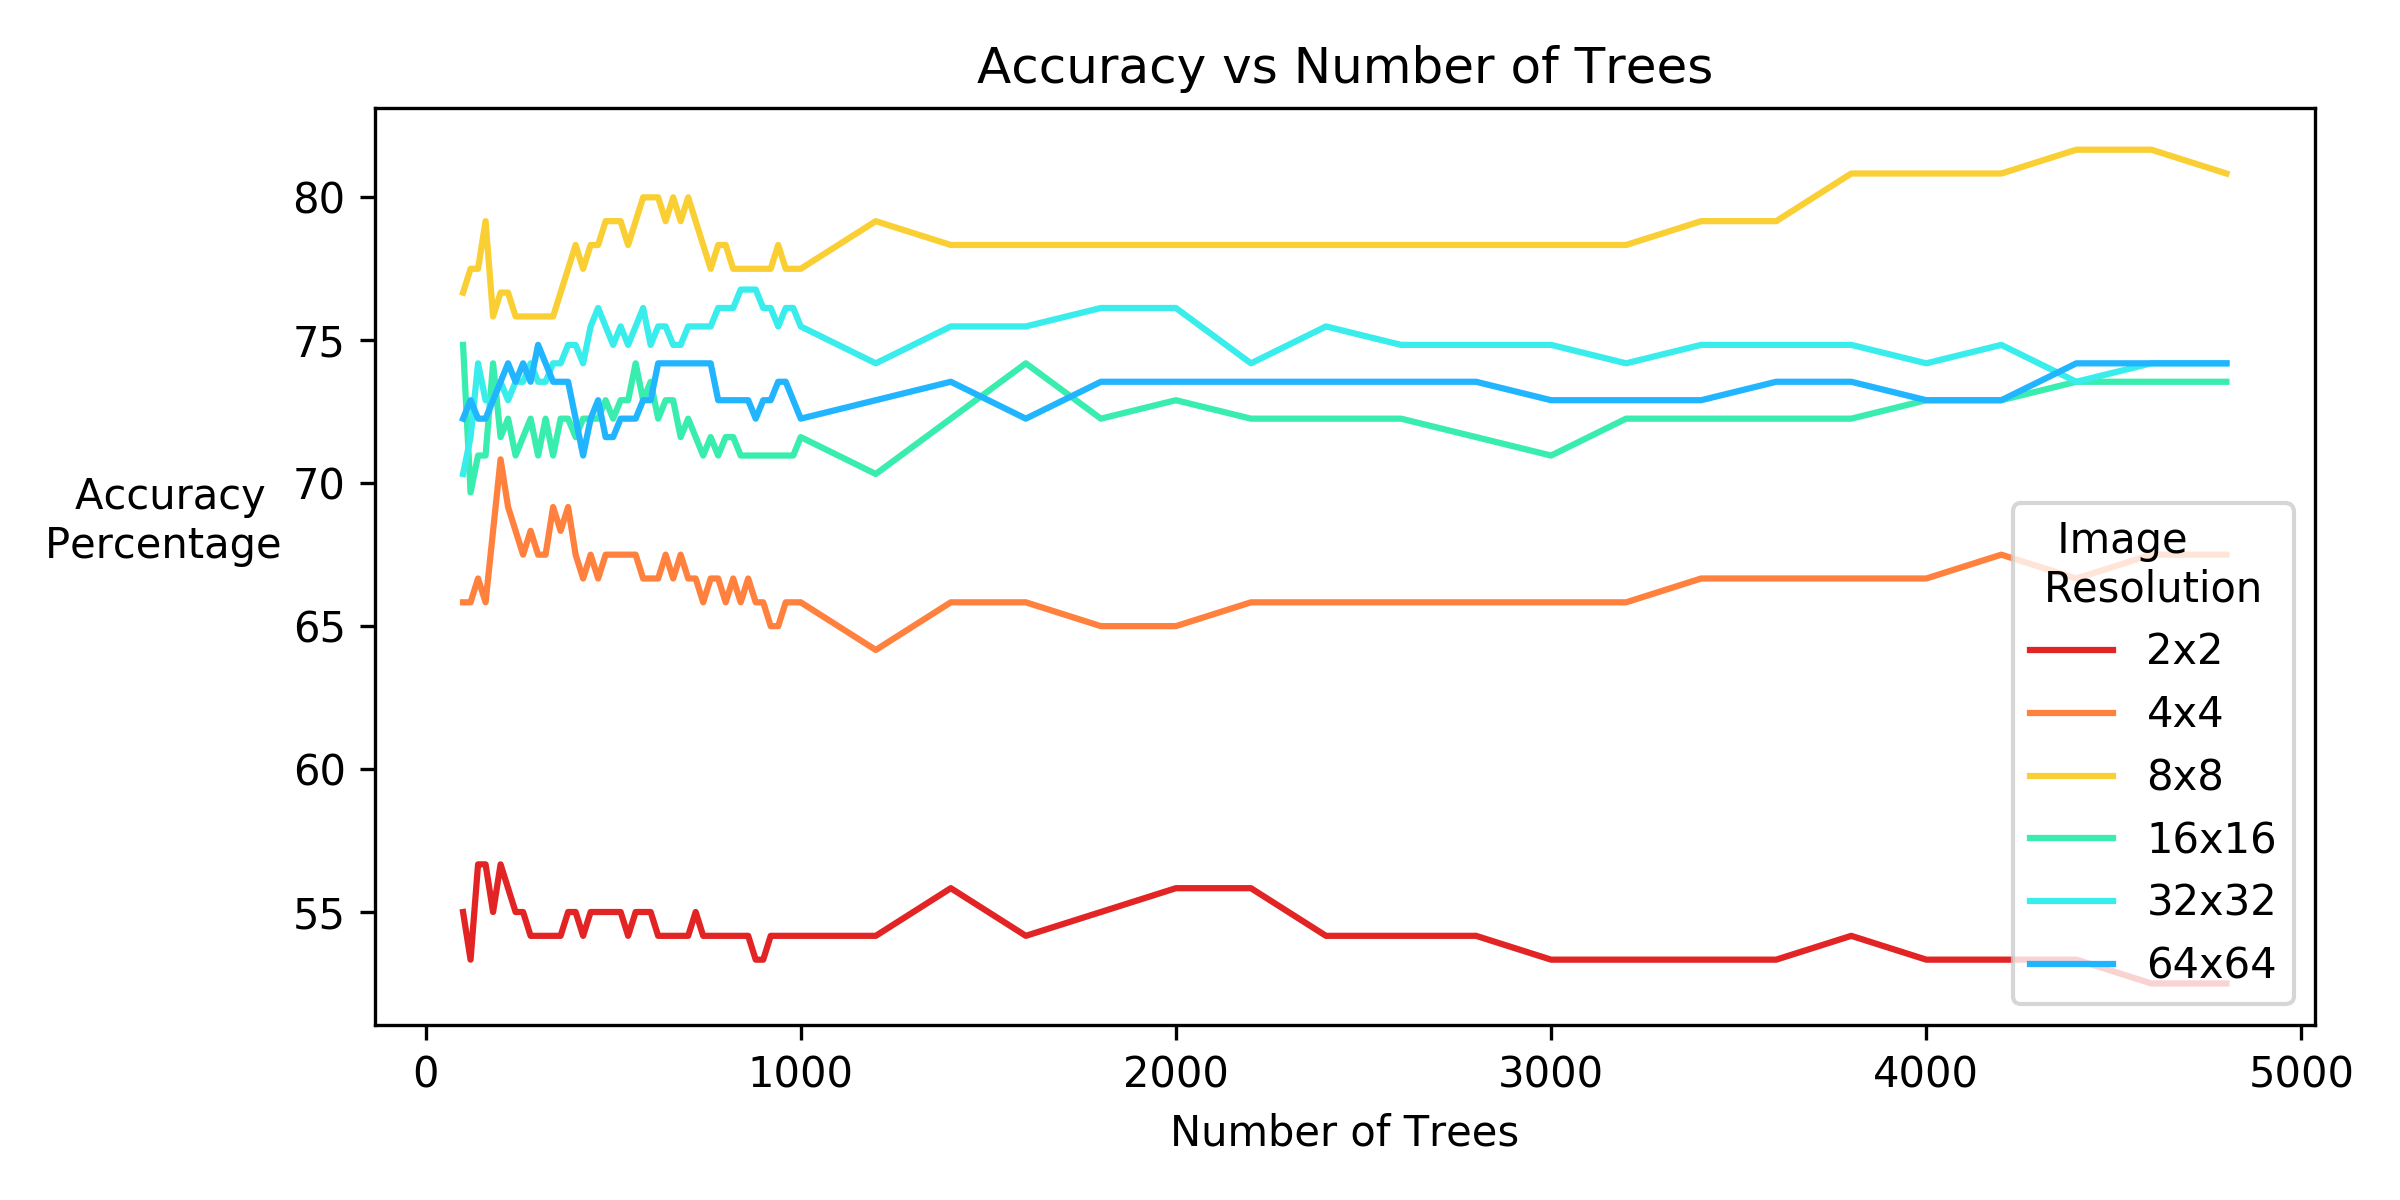 Accuracy vs Number of Trees
80
75
70
65
60
55
Accuracy
Percentage
Image
Resolution
2x2
4x4
8x8
16x16
32x32
64x64
0 1000 2000 3000 4000 5000
Number of Trees